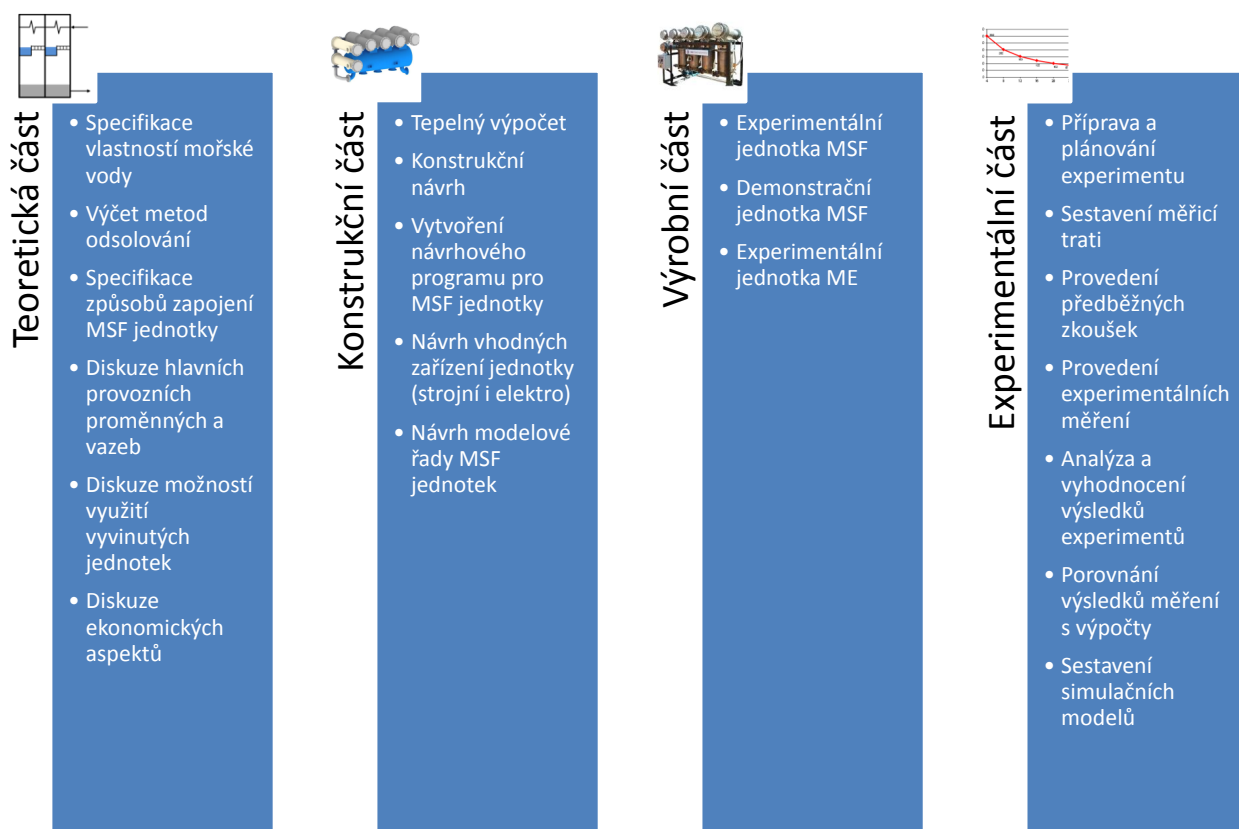 Teoretická část
• Specifikace
vlastností mořské
vody
• Výčet metod
odsolování
• Specifikace
způsobů zapojení
MSF jednotky
• Diskuze hlavních
provozních
proměnných a
vazeb
• Diskuze možností
využití
vyvinutých
jednotek
• Diskuze
ekonomických
aspektů
Konstrukční část
• Tepelný výpočet
• Konstrukční
návrh
• Vytvoření
návrhového
programu pro
MSF jednotky
• Návrh vhodných
zařízení jednotky
(strojní i elektro)
• Návrh modelové
řady MSF
jednotek
Výrobní část
• Experimentální
jednotka MSF
• Demonstrační
jednotka MSF
• Experimentální
jednotka ME
Experimentální část
• Příprava a
plánování
experimentu
• Sestavení měřicí
trati
• Provedení
předběžných
zkoušek
• Provedení
experimentálních
měření
• Analýza a
vyhodnocení
výsledků
experimentů
• Porovnání
výsledků měření
s výpočty
• Sestavení
simulačních
modelů